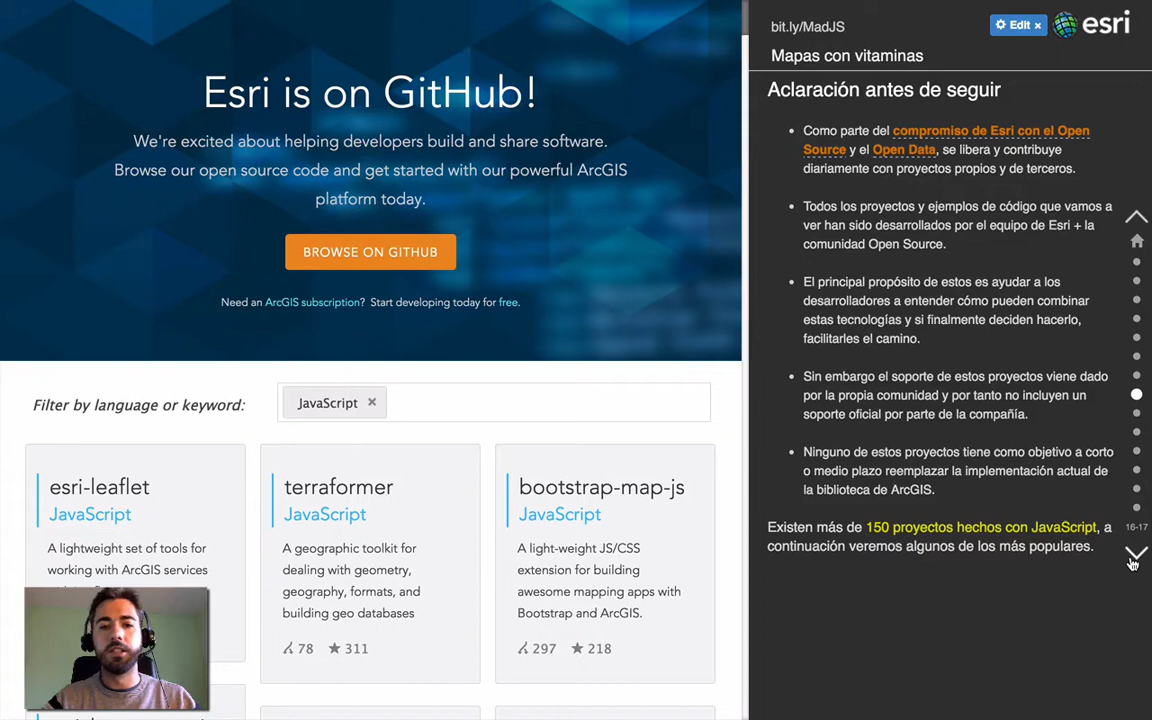 Esri is on GitHub!
We're excited about helping developers build and share software.
Browse our open source code and get started with our powerful ArcGIS
platform today.
BROWSE ON GITHUB
Need an ArcGIS subscription? Start developing today for free.
Filter by language or keyword:
JavaScript ×
esri-leaflet
JavaScript
A lightweight set of tools for
working with ArcGIS services
terraformer
JavaScript
A geographic toolkit for
dealing with geometry,
geography, formats, and
building geo databases
78 311
bootstrap-map-js
JavaScript
A light-weight JS/CSS
extension for building
awesome mapping apps with
Bootstrap and ArcGIS.
297 218
bit.ly/MadJS
Edit ×
esri
Mapas con vitaminas
Aclaración antes de seguir
• Como parte del compromiso de Esri con el Open
Source y el Open Data, se libera y contribuye
diariamente con proyectos propios y de terceros.
• Todos los proyectos y ejemplos de código que vamos a
ver han sido desarrollados por el equipo de Esri + la
comunidad Open Source.
• El principal propósito de estos es ayudar a los
desarrolladores a entender cómo pueden combinar
estas tecnologías y si finalmente deciden hacerlo,
facilitarles el camino.
• Sin embargo el soporte de estos proyectos viene dado
por la propia comunidad y por tanto no incluyen un
soporte oficial por parte de la compañía.
• Ninguno de estos proyectos tiene como objetivo a corto
o medio plazo reemplazar la implementación actual de
la biblioteca de ArcGIS.
Existen más de 150 proyectos hechos con JavaScript, a
continuación veremos algunos de los más populares.
16-17